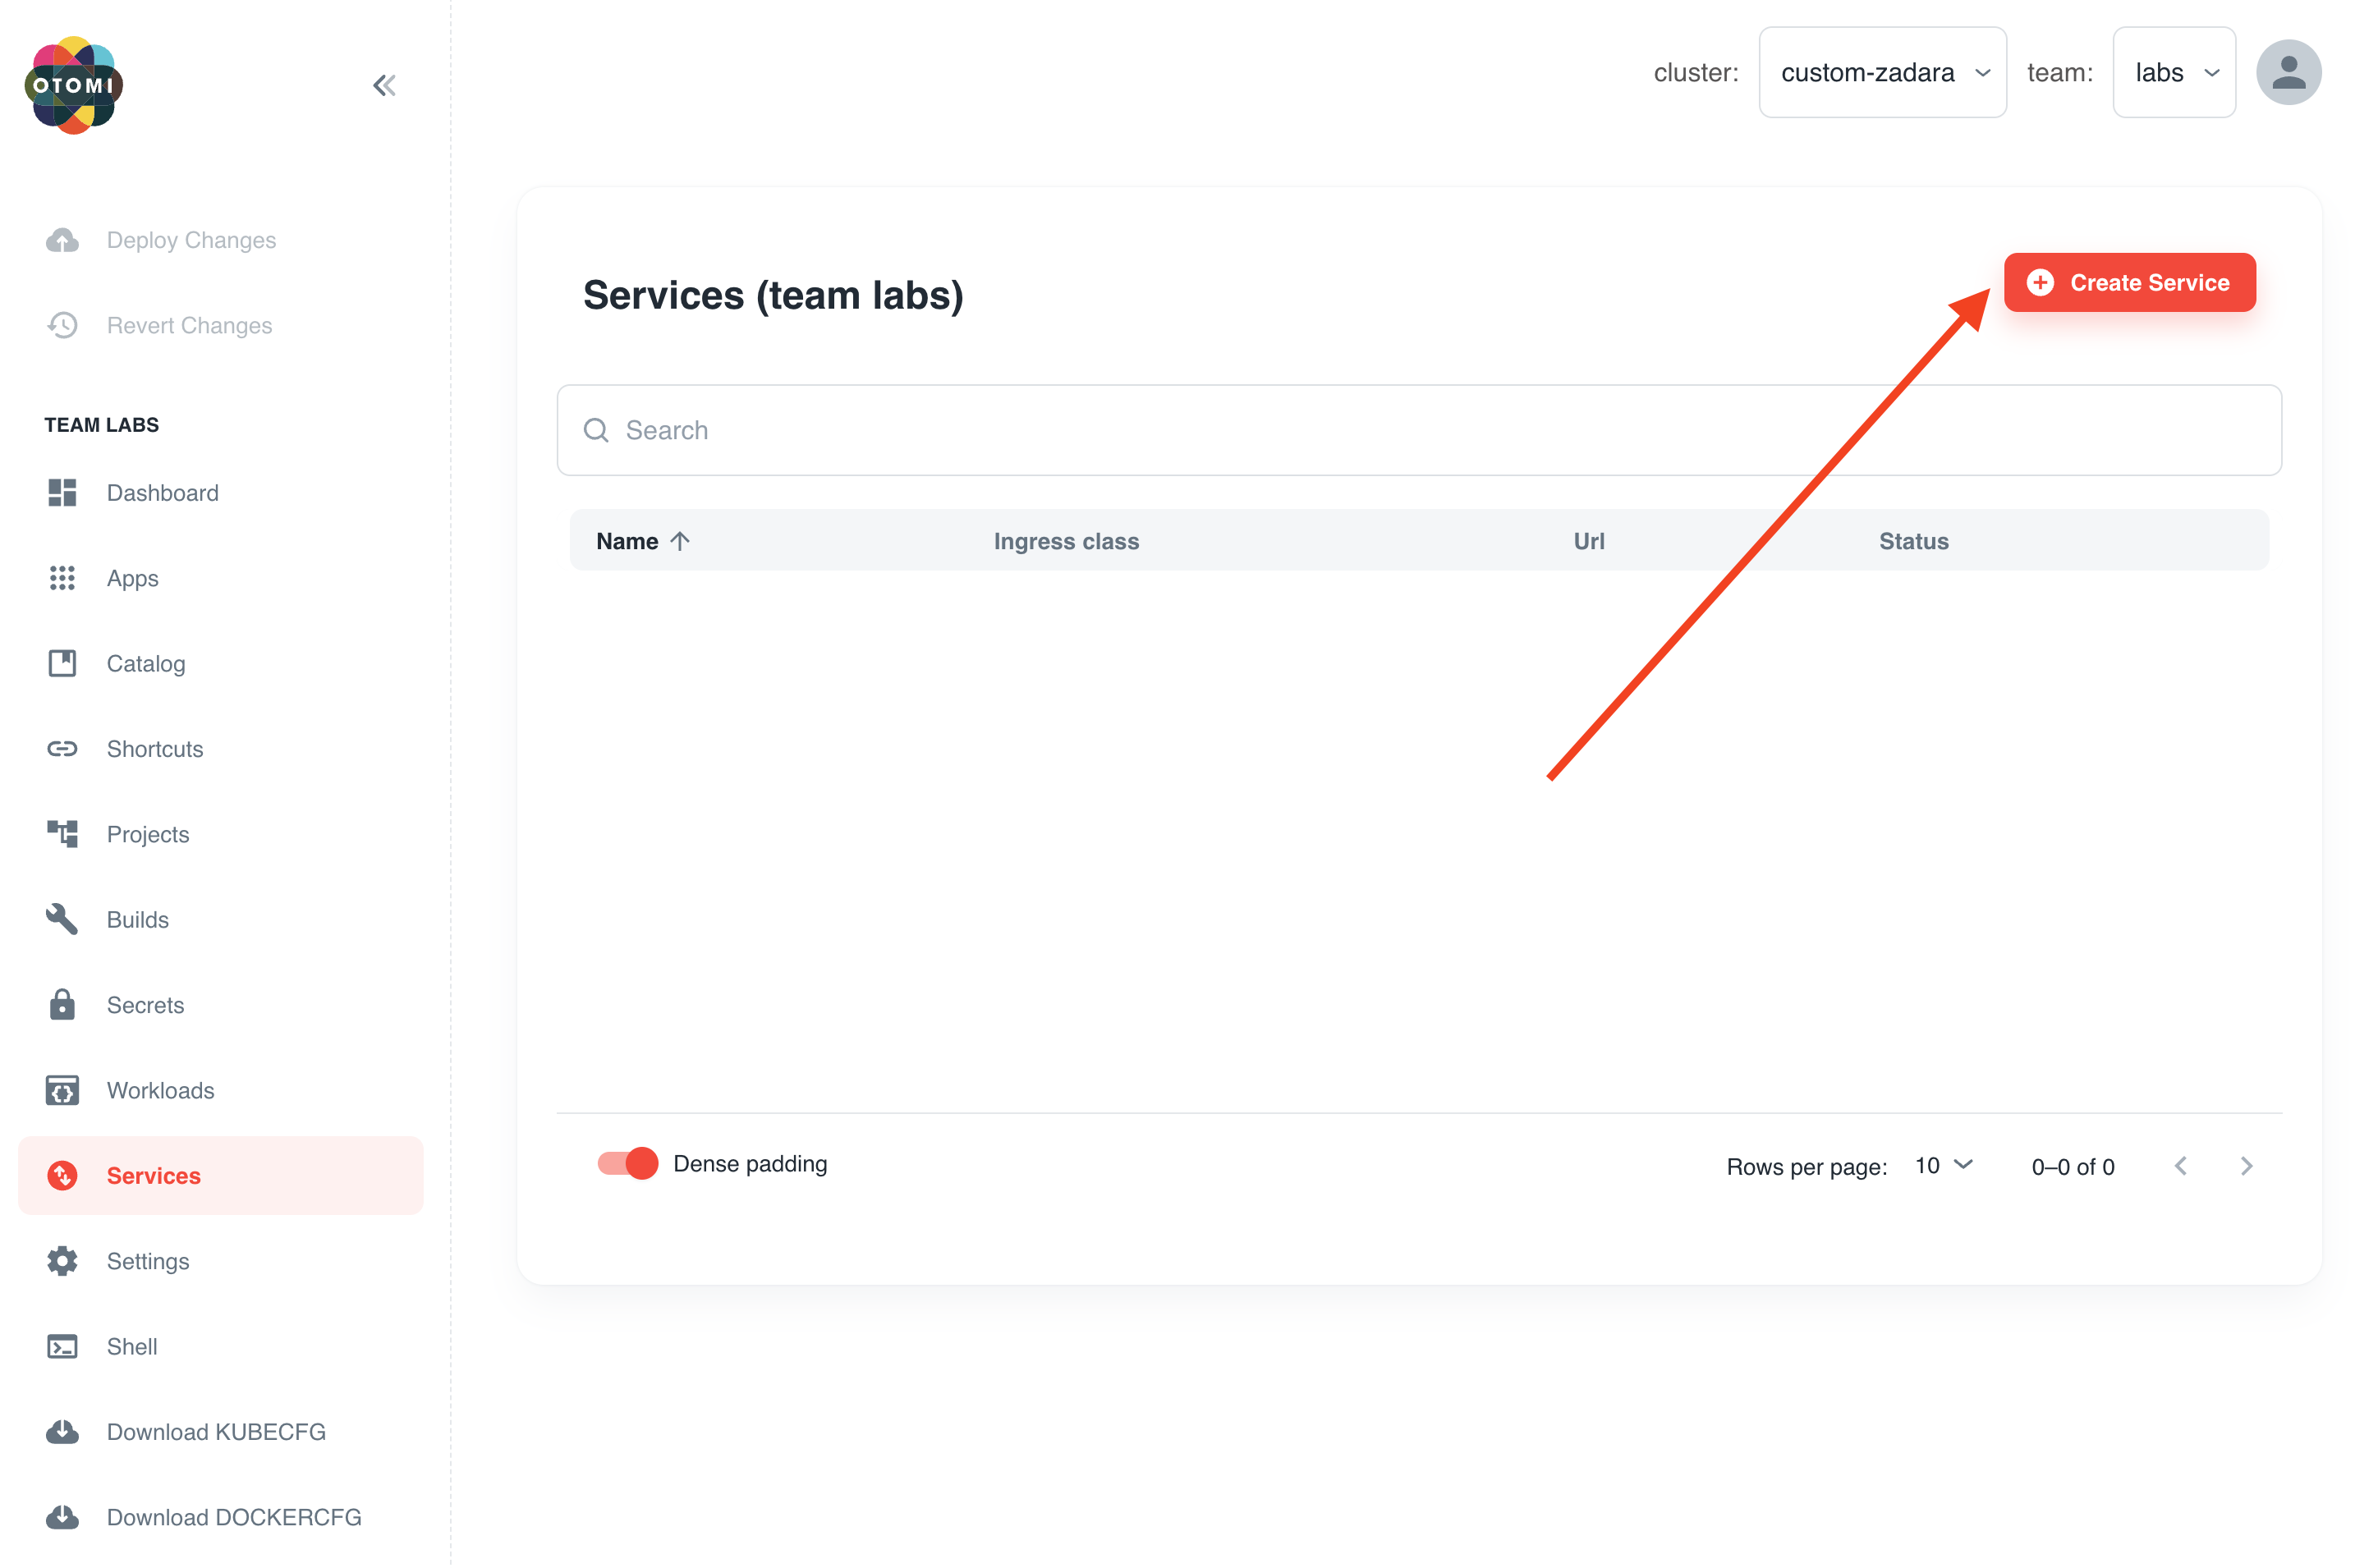 OTOMI
cluster: custom-zadara team: labs
Deploy Changes
Revert Changes
TEAM LABS
Dashboard
Apps
Catalog
Shortcuts
Projects
Builds
Secrets
Workloads
Services
Settings
Shell
Download KUBECFG
Download DOCKERCFG
Services (team labs)
Create Service
Search
Name Ingress class Url Status
Dense padding
Rows per page: 10 0–0 of 0